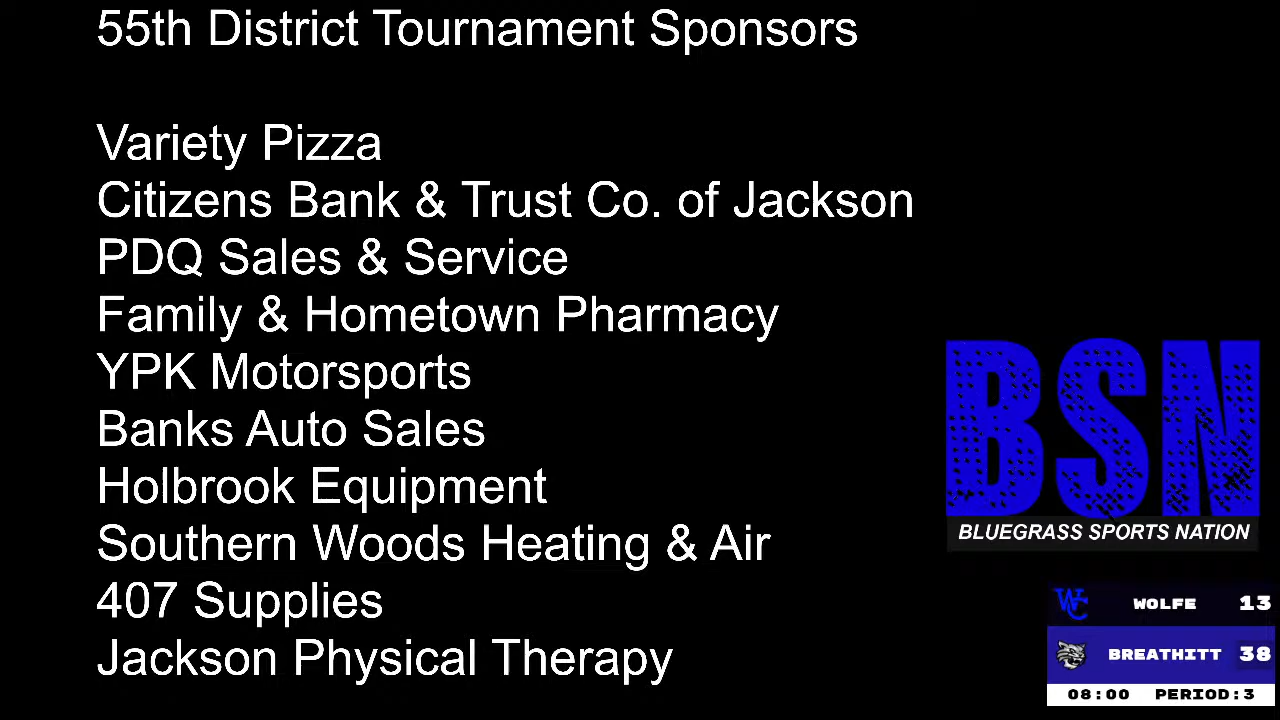 55th District Tournament Sponsors
Variety Pizza
Citizens Bank & Trust Co. of Jackson
PDQ Sales & Service
Family & Hometown Pharmacy
YPK Motorsports
Banks Auto Sales
Holbrook Equipment
Southern Woods Heating & Air
407 Supplies
Jackson Physical Therapy
BSN
BLUEGRASS SPORTS NATION
WC WOLFE 13
BREATHITT 38
08:00 PERIOD:3